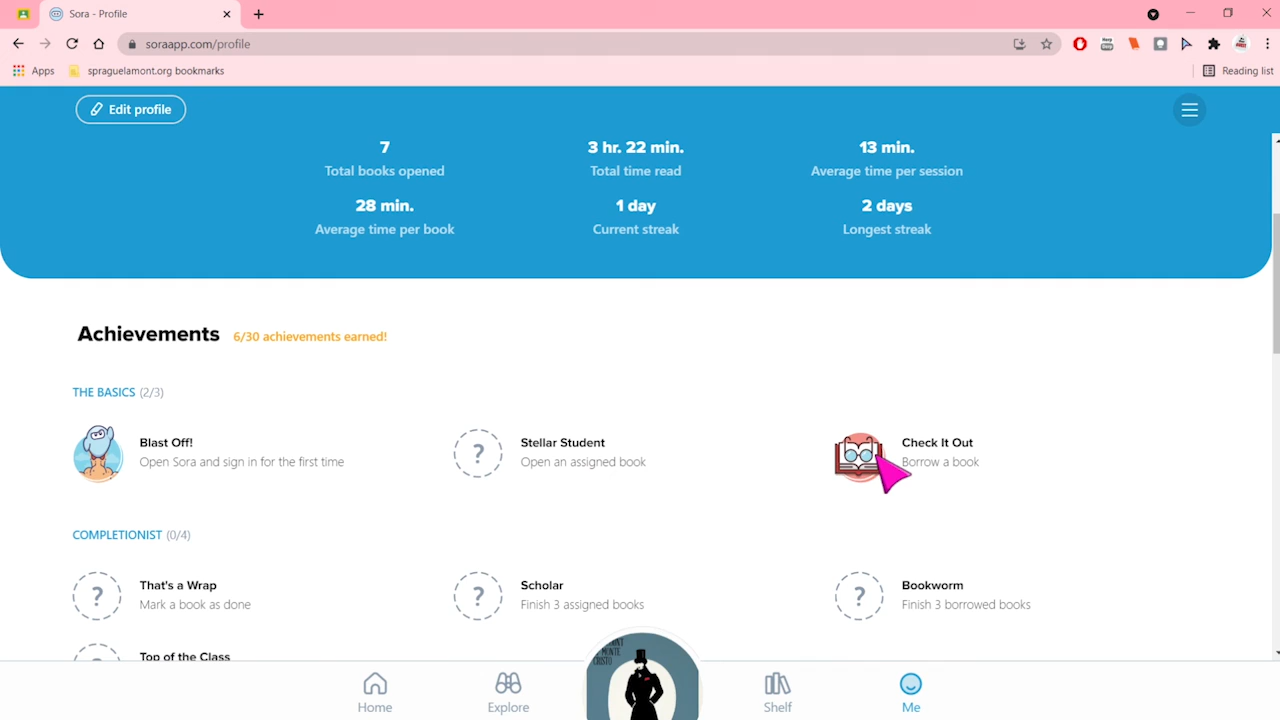 Sora - Profile
soraapp.com/profile
Apps
spraguelamont.org bookmarks
Reading list
Edit profile
7
Total books opened
3 hr. 22 min.
Total time read
13 min.
Average time per session
28 min.
Average time per book
1 day
Current streak
2 days
Longest streak
Achievements
6/30 achievements earned!
THE BASICS (2/3)
Blast Off!
Open Sora and sign in for the first time
?
Stellar Student
Open an assigned book
Check It Out
Borrow a book
COMPLETIONIST (0/4)
?
That's a Wrap
Mark a book as done
?
Scholar
Finish 3 assigned books
?
Bookworm
Finish 3 borrowed books
Top of the Class
MONTE
CRISTO
Home
Explore
Shelf
Me